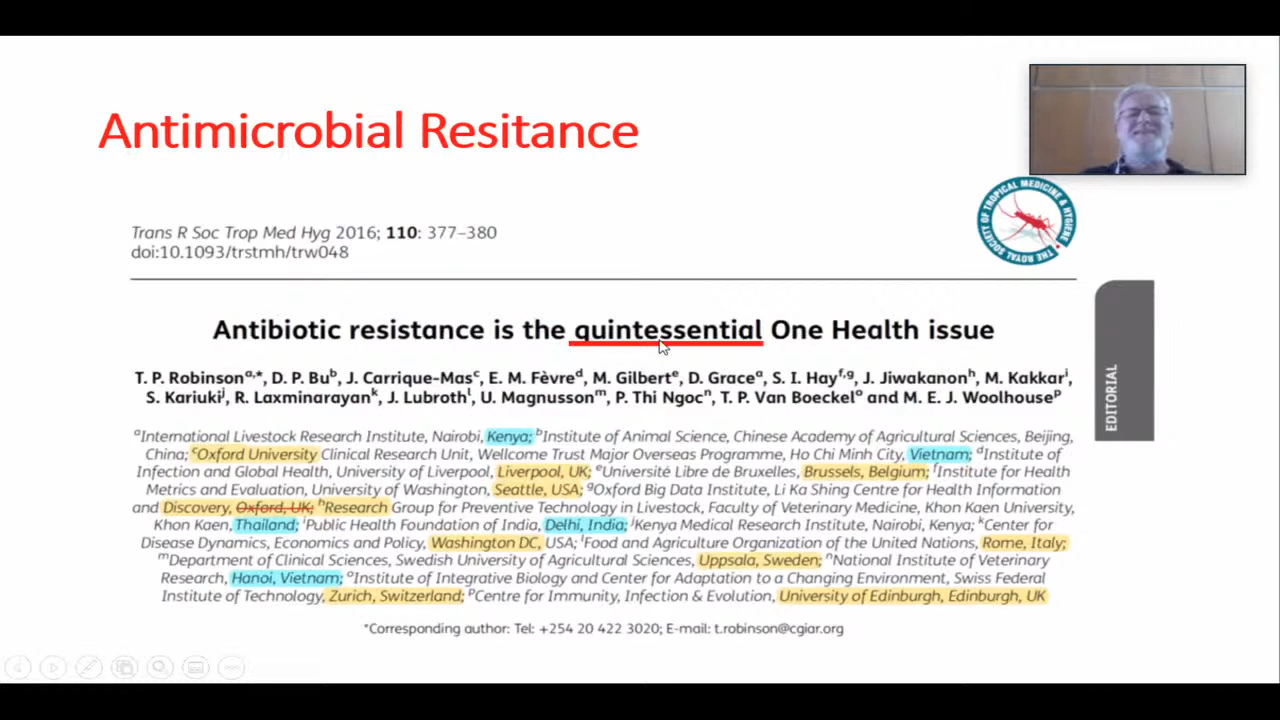 Antimicrobial Resitance
THE ROYAL SOCIETY OF TROPICAL MEDICINE & HYGIENE
Trans R Soc Trop Med Hyg 2016; 110: 377–380
doi:10.1093/trstmh/trw048
Antibiotic resistance is the quintessential One Health issue
EDITORIAL
T. P. Robinsonᵃ,*, D. P. Buᵇ, J. Carrique-Masᶜ, E. M. Fèvreᵈ, M. Gilbertᵉ, D. Graceᵃ, S. I. Hayᶠ,ᵍ, J. Jiwakanonʰ, M. Kakkarⁱ,
S. Kariukiʲ, R. Laxminarayanᵏ, J. Lubrothˡ, U. Magnussonᵐ, P. Thi Ngocⁿ, T. P. Van Boeckelᵒ and M. E. J. Woolhouseᵖ
ᵃInternational Livestock Research Institute, Nairobi, Kenya; ᵇInstitute of Animal Science, Chinese Academy of Agricultural Sciences, Beijing,
China; ᶜOxford University Clinical Research Unit, Wellcome Trust Major Overseas Programme, Ho Chi Minh City, Vietnam; ᵈInstitute of
Infection and Global Health, University of Liverpool, Liverpool, UK; ᵉUniversité Libre de Bruxelles, Brussels, Belgium; ᶠInstitute for Health
Metrics and Evaluation, University of Washington, Seattle, USA; ᵍOxford Big Data Institute, Li Ka Shing Centre for Health Information
and Discovery, Oxford, UK; ʰResearch Group for Preventive Technology in Livestock, Faculty of Veterinary Medicine, Khon Kaen University,
Khon Kaen, Thailand; ⁱPublic Health Foundation of India, Delhi, India; ʲKenya Medical Research Institute, Nairobi, Kenya; ᵏCenter for
Disease Dynamics, Economics and Policy, Washington DC, USA; ˡFood and Agriculture Organization of the United Nations, Rome, Italy;
ᵐDepartment of Clinical Sciences, Swedish University of Agricultural Sciences, Uppsala, Sweden; ⁿNational Institute of Veterinary
Research, Hanoi, Vietnam; ᵒInstitute of Integrative Biology and Center for Adaptation to a Changing Environment, Swiss Federal
Institute of Technology, Zurich, Switzerland; ᵖCentre for Immunity, Infection & Evolution, University of Edinburgh, Edinburgh, UK
*Corresponding author: Tel: +254 20 422 3020; E-mail: t.robinson@cgiar.org